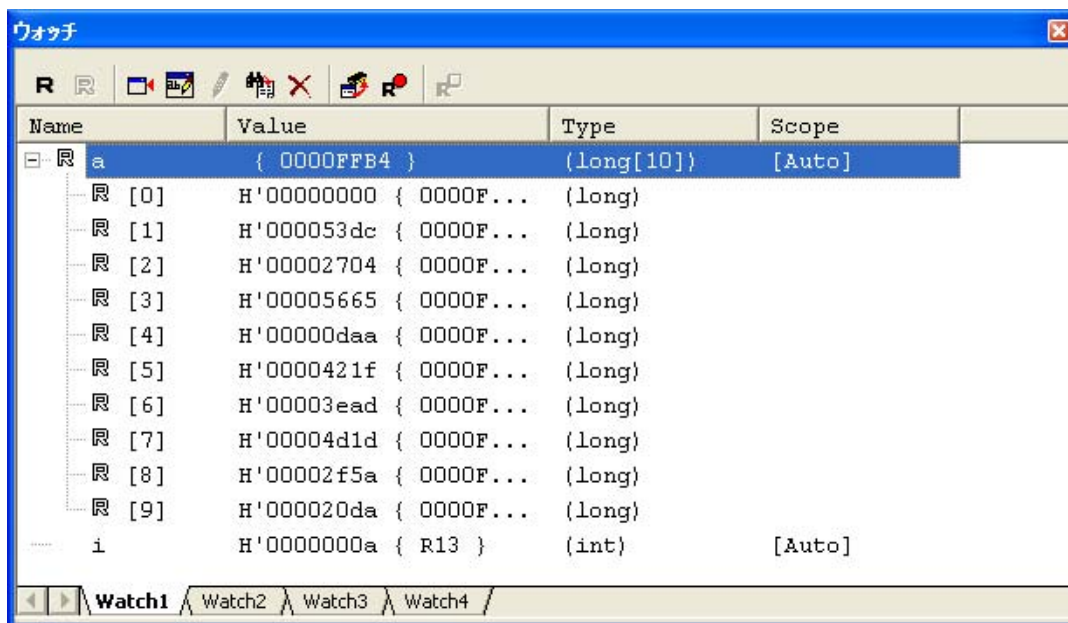 ウォッチ
Name Value Type Scope
R a { 0000FFB4 } (long[10]) [Auto]
R [0] H'00000000 { 0000F... (long)
R [1] H'000053dc { 0000F... (long)
R [2] H'00002704 { 0000F... (long)
R [3] H'00005665 { 0000F... (long)
R [4] H'00000daa { 0000F... (long)
R [5] H'0000421f { 0000F... (long)
R [6] H'00003ead { 0000F... (long)
R [7] H'00004d1d { 0000F... (long)
R [8] H'00002f5a { 0000F... (long)
R [9] H'000020da { 0000F... (long)
i H'0000000a { R13 } (int) [Auto]
Watch1 Watch2 Watch3 Watch4